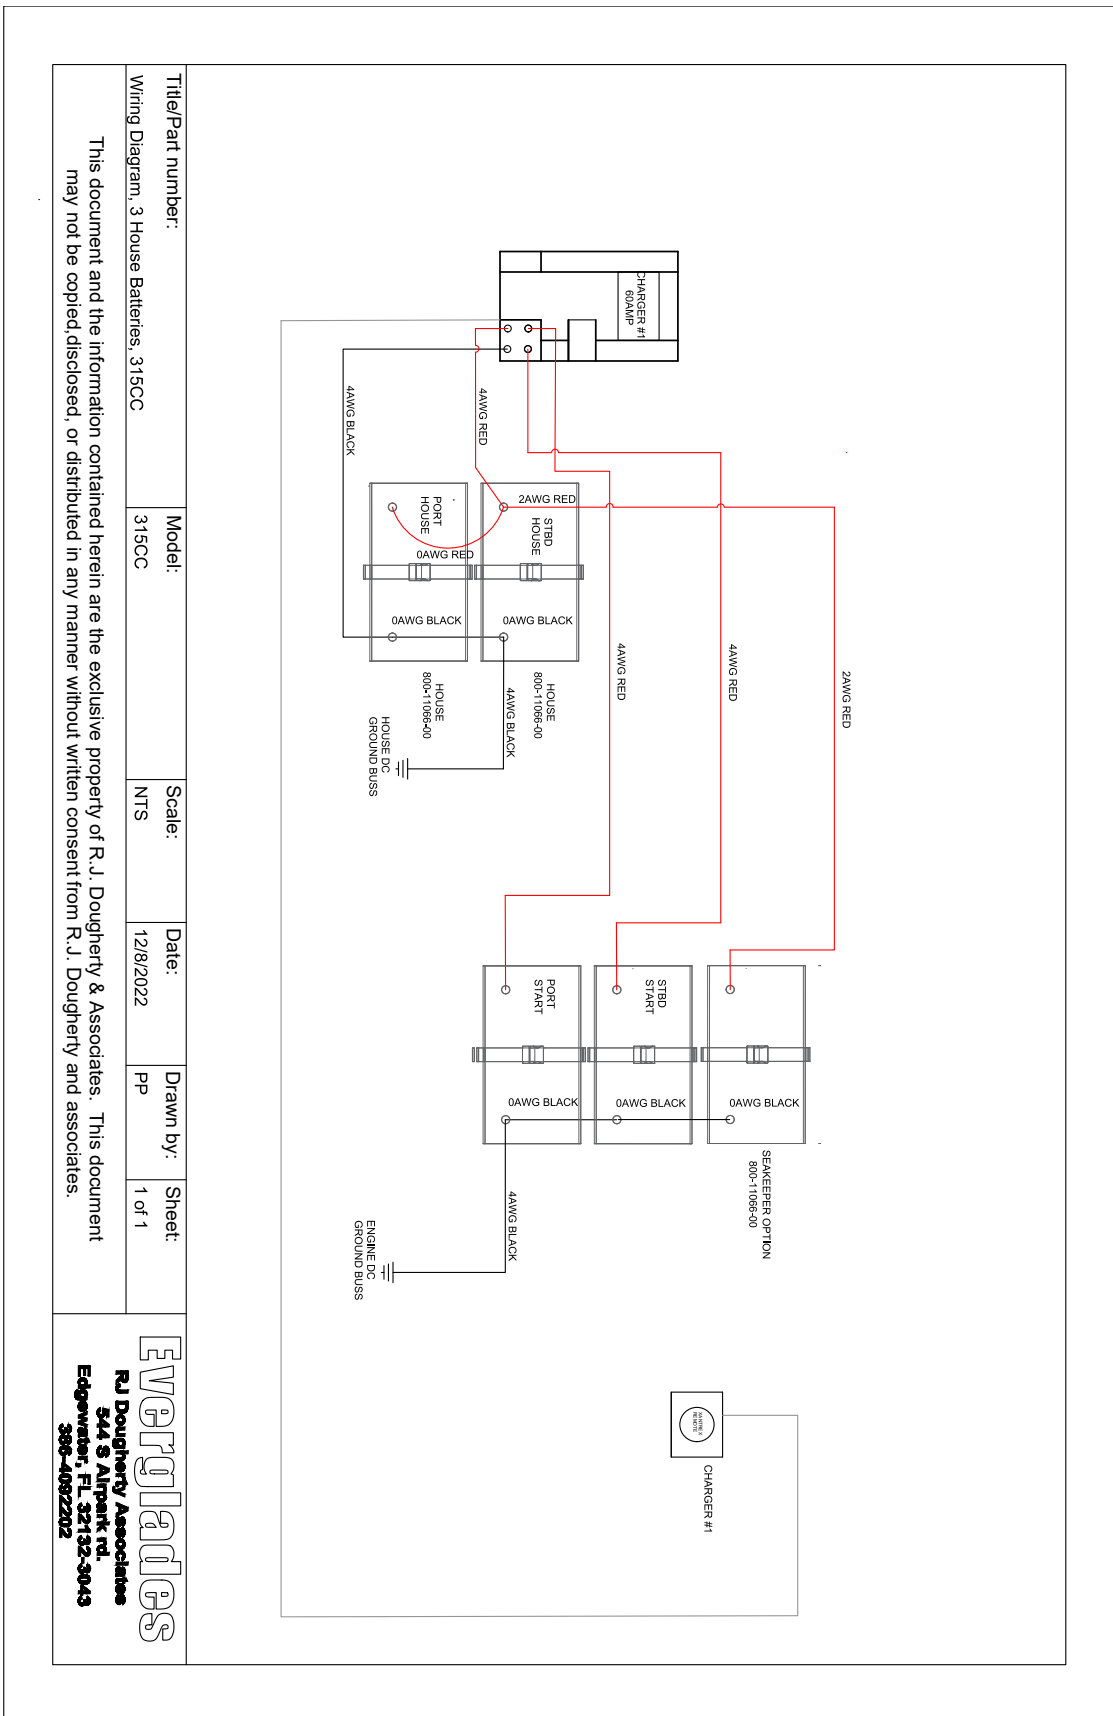 CHARGER #1
60AMP
4AWG BLACK
4AWG RED
2AWG RED
PORT
HOUSE
STBD
HOUSE
0AWG RED
0AWG BLACK
0AWG BLACK
HOUSE
800-11066-00
HOUSE
800-11066-00
4AWG BLACK
HOUSE DC
GROUND BUSS
4AWG RED
4AWG RED
2AWG RED
PORT
START
STBD
START
0AWG BLACK
0AWG BLACK
0AWG BLACK
SEAKEEPER OPTION
800-11066-00
4AWG BLACK
ENGINE DC
GROUND BUSS
XANTREX
REMOTE
CHARGER #1
Title/Part number:
Wiring Diagram, 3 House Batteries, 315CC
Model:
315CC
Scale:
NTS
Date:
12/8/2022
Drawn by:
PP
Sheet:
1 of 1
This document and the information contained herein are the exclusive property of R.J. Dougherty & Associates. This document
may not be copied,disclosed, or distributed in any manner without written consent from R.J. Dougherty and associates.
Everglades
RJ Dougherty Associates
544 S Airpark rd.
Edgewater, FL 32132-3043
386-4092202